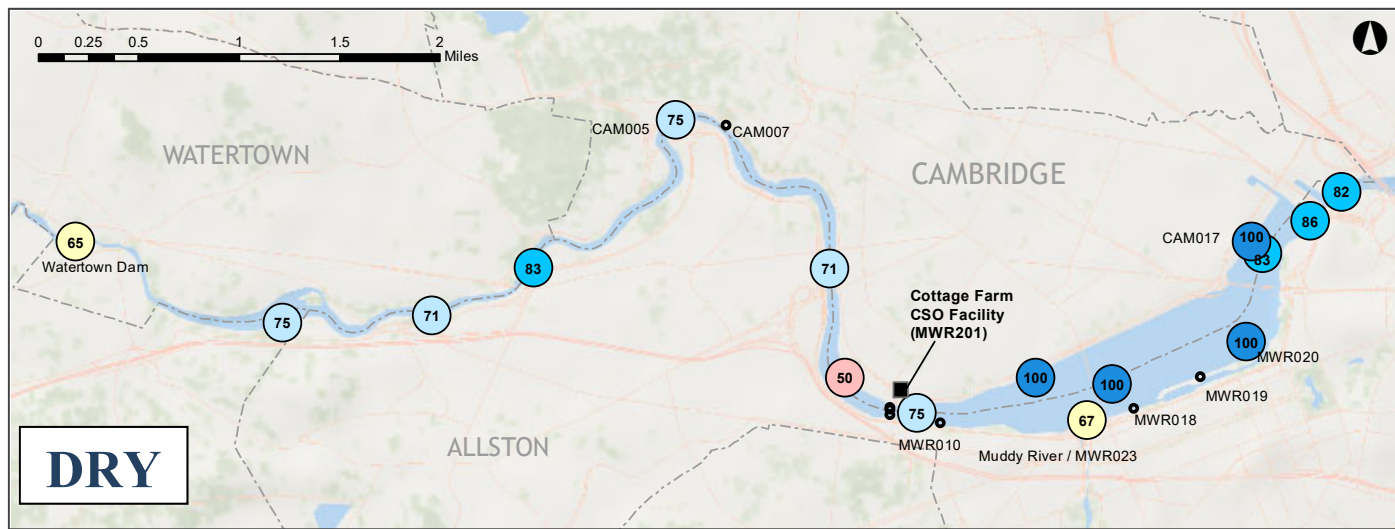 0 0.25 0.5 1 1.5 2
Miles
CAM005
75
CAM007
WATERTOWN
CAMBRIDGE
82
86
65
CAM017
100
83
Watertown Dam
83
71
75
71
Cottage Farm
CSO Facility
(MWR201)
100
MWR020
50
100
100
MWR019
75
67
MWR018
MWR010
ALLSTON
Muddy River / MWR023
DRY